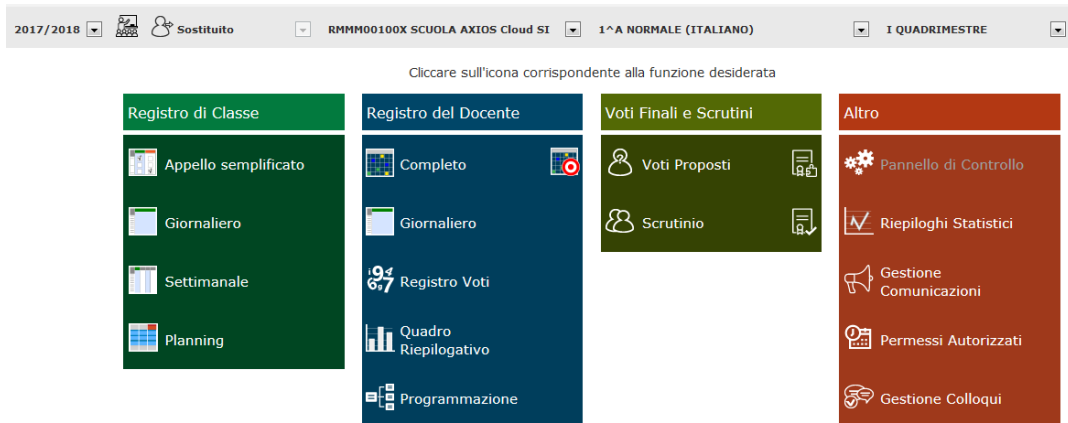 2017/2018 Sostituito RMMM00100X SCUOLA AXIOS Cloud SI 1^A NORMALE (ITALIANO) I QUADRIMESTRE
Cliccare sull'icona corrispondente alla funzione desiderata
Registro di Classe
Appello semplificato
Giornaliero
Settimanale
Planning
Registro del Docente
Completo
Giornaliero
Registro Voti
Quadro
Riepilogativo
Programmazione
Voti Finali e Scrutini
Voti Proposti
Scrutinio
Altro
Pannello di Controllo
Riepiloghi Statistici
Gestione
Comunicazioni
Permessi Autorizzati
Gestione Colloqui